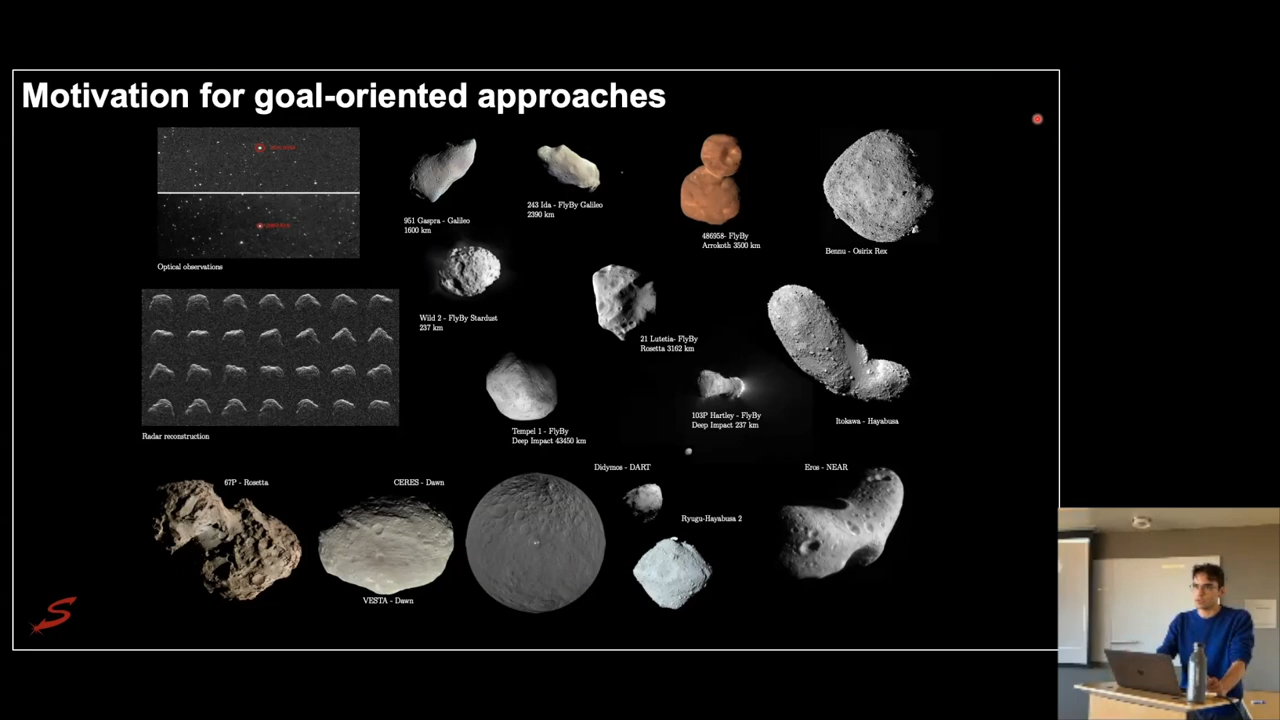 Motivation for goal-oriented approaches
Optical observations
951 Gaspra - Galileo
1600 km
243 Ida - FlyBy Galileo
2390 km
486958- FlyBy
Arrokoth 3500 km
Bennu - Osirix Rex
Wild 2 - FlyBy Stardust
237 km
21 Lutetia- FlyBy
Rosetta 3162 km
Radar reconstruction
Tempel 1 - FlyBy
Deep Impact 43450 km
103P Hartley - FlyBy
Deep Impact 237 km
Itokawa - Hayabusa
67P - Rosetta
CERES - Dawn
Didymos - DART
Eros - NEAR
Ryugu-Hayabusa 2
VESTA - Dawn
S